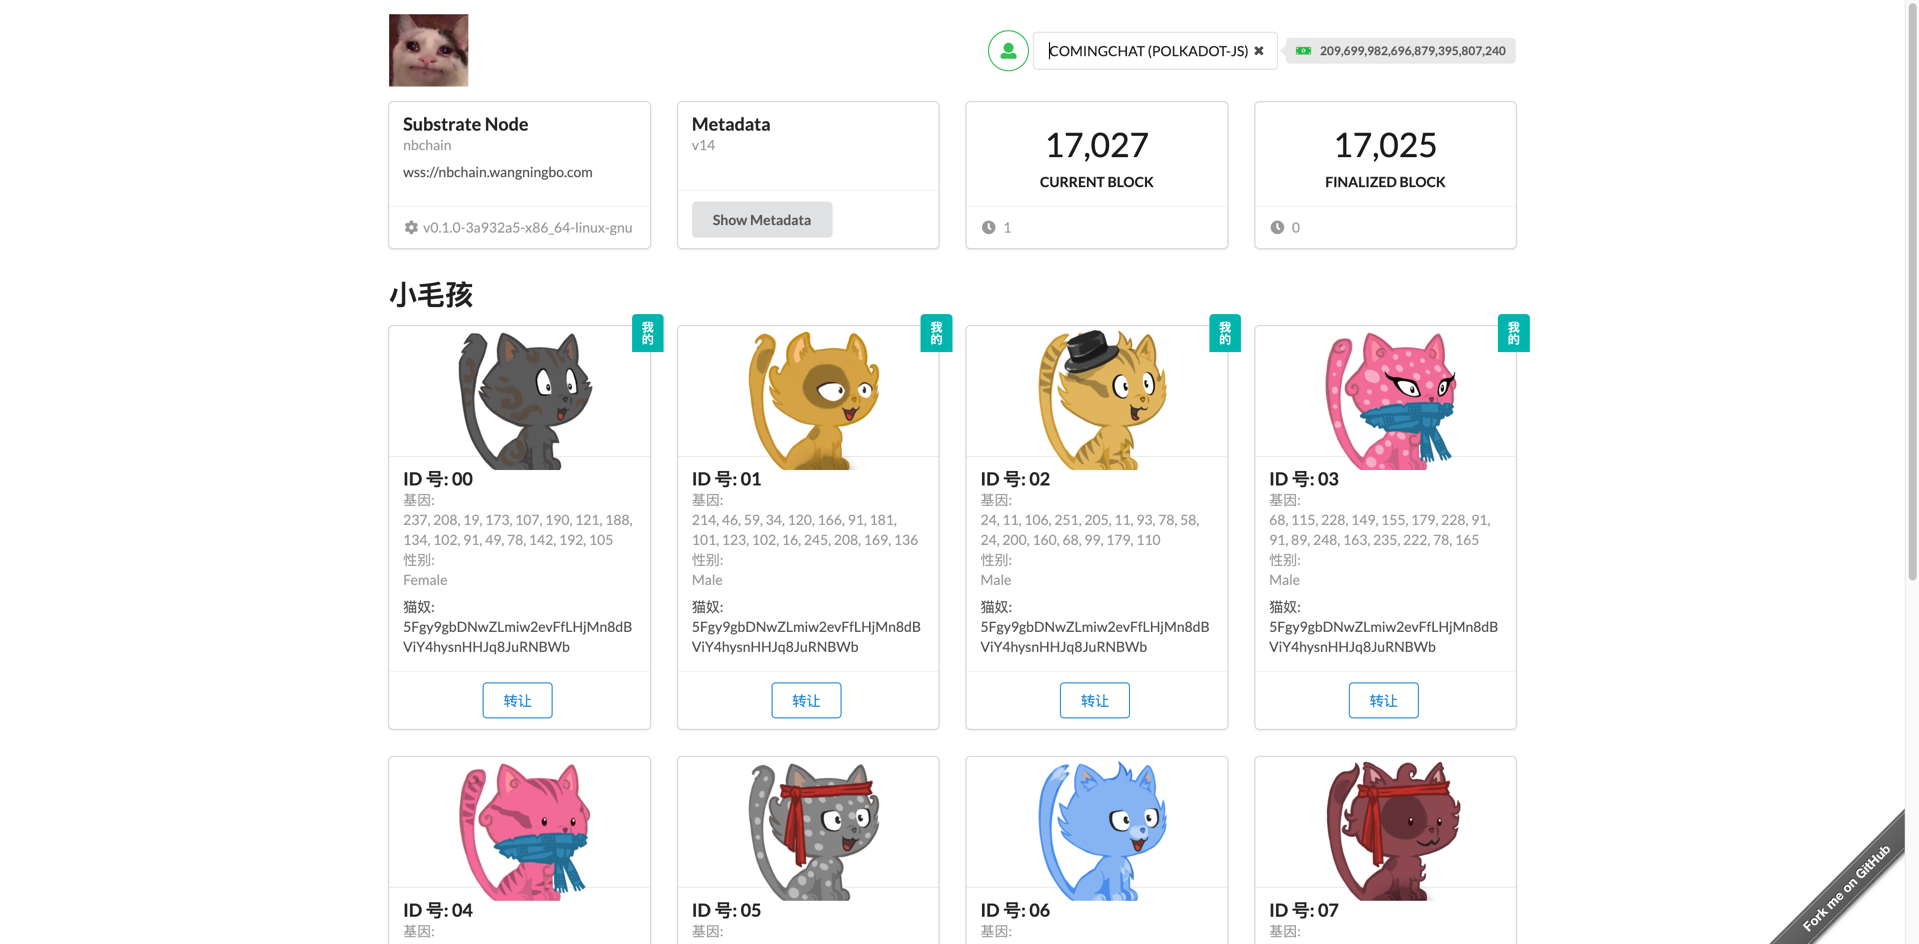 COMINGCHAT (POLKADOT-JS)
209,699,982,696,879,395,807,240
Substrate Node
nbchain
wss://nbchain.wangningbo.com
v0.1.0-3a932a5-x86_64-linux-gnu
Metadata
v14
Show Metadata
17,027
CURRENT BLOCK
1
17,025
FINALIZED BLOCK
0
小毛孩
我
的
ID 号: 00
基因:
237, 208, 19, 173, 107, 190, 121, 188,
134, 102, 91, 49, 78, 142, 192, 105
性别:
Female
猫奴:
5Fgy9gbDNwZLmiw2evFfLHjMn8dB
ViY4hysnHHJq8JuRNBWb
转让
我
的
ID 号: 01
基因:
214, 46, 59, 34, 120, 166, 91, 181,
101, 123, 102, 16, 245, 208, 169, 136
性别:
Male
猫奴:
5Fgy9gbDNwZLmiw2evFfLHjMn8dB
ViY4hysnHHJq8JuRNBWb
转让
我
的
ID 号: 02
基因:
24, 11, 106, 251, 205, 11, 93, 78, 58,
24, 200, 160, 68, 99, 179, 110
性别:
Male
猫奴:
5Fgy9gbDNwZLmiw2evFfLHjMn8dB
ViY4hysnHHJq8JuRNBWb
转让
我
的
ID 号: 03
基因:
68, 115, 228, 149, 155, 179, 228, 91,
91, 89, 248, 163, 235, 222, 78, 165
性别:
Male
猫奴:
5Fgy9gbDNwZLmiw2evFfLHjMn8dB
ViY4hysnHHJq8JuRNBWb
转让
ID 号: 04
基因:
ID 号: 05
基因:
ID 号: 06
基因:
ID 号: 07
基因:
Fork me on GitHub